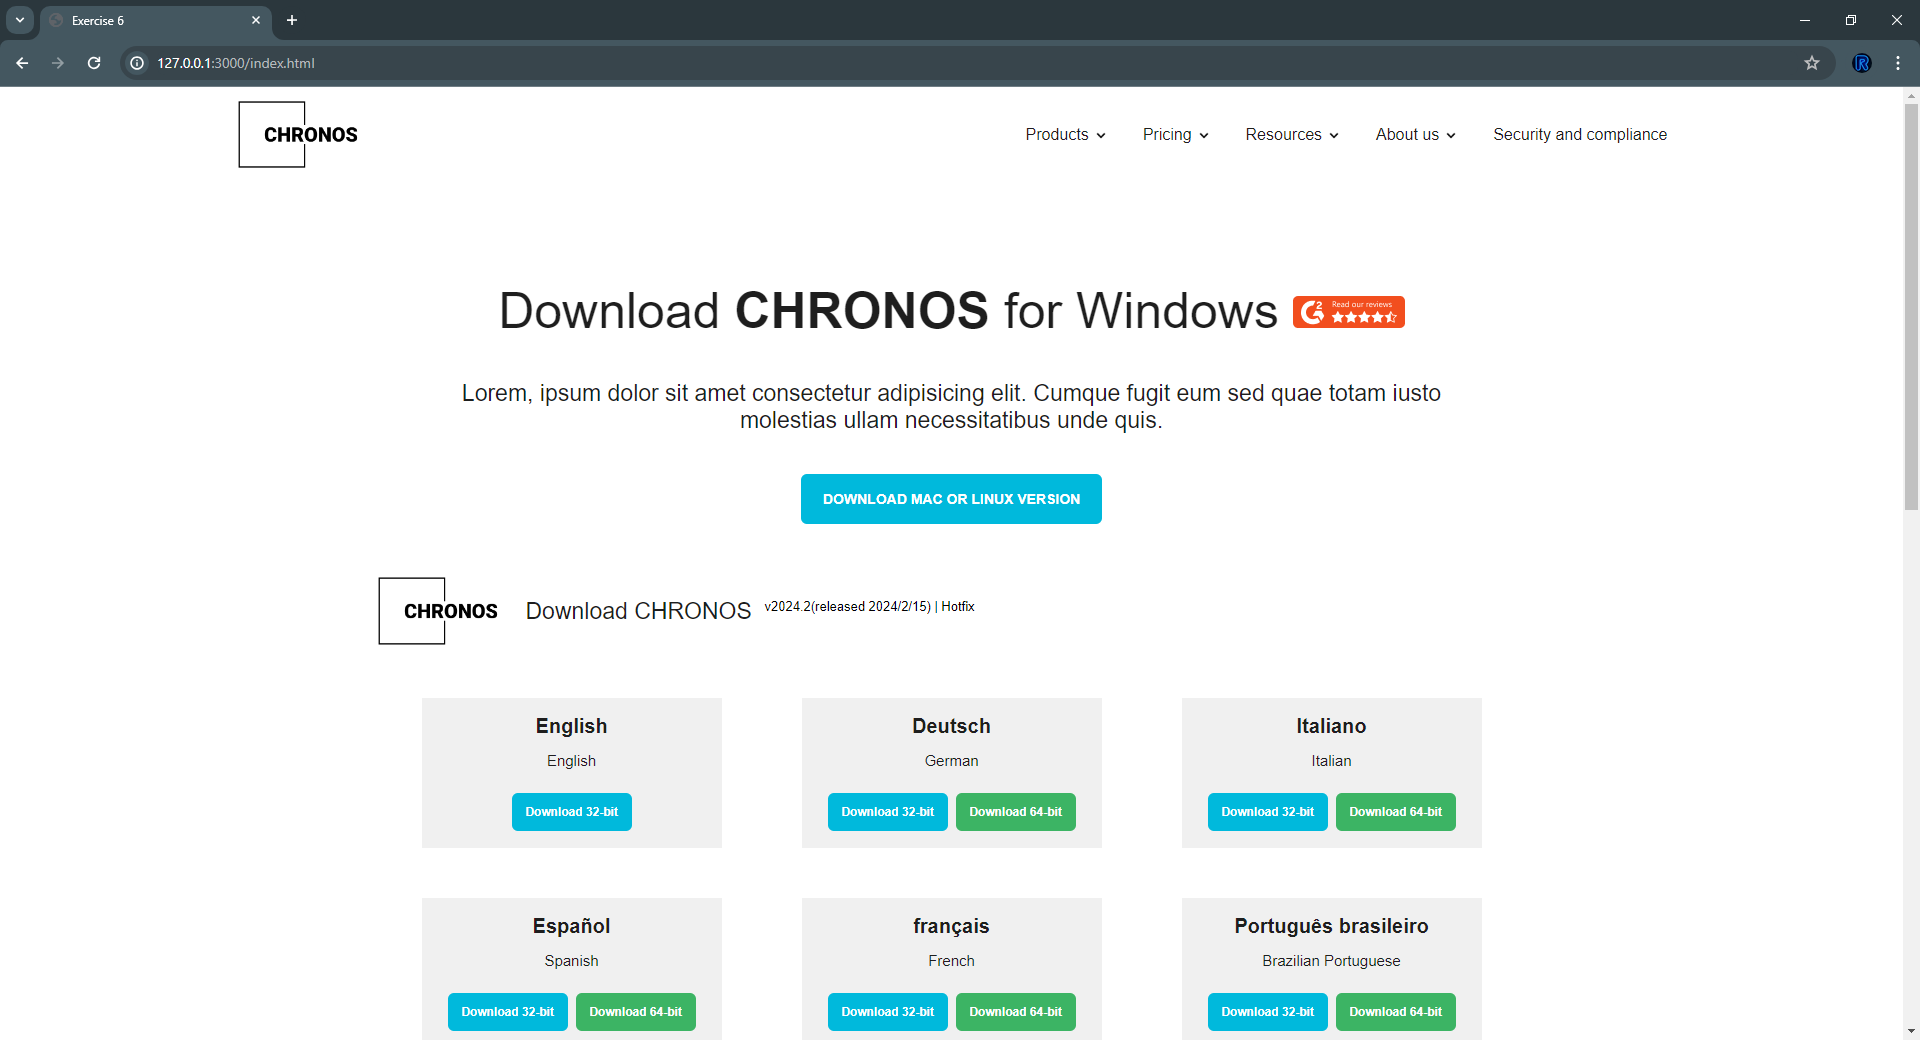 Exercise 6
127.0.0.1:3000/index.html
CHRONOS
Products
Pricing
Resources
About us
Security and compliance
Download CHRONOS for Windows
G2
Read our reviews
Lorem, ipsum dolor sit amet consectetur adipisicing elit. Cumque fugit eum sed quae totam iusto
molestias ullam necessitatibus unde quis.
DOWNLOAD MAC OR LINUX VERSION
CHRONOS
Download CHRONOS
v2024.2(released 2024/2/15) | Hotfix
English
English
Download 32-bit
Deutsch
German
Download 32-bit
Download 64-bit
Italiano
Italian
Download 32-bit
Download 64-bit
Español
Spanish
Download 32-bit
Download 64-bit
français
French
Download 32-bit
Download 64-bit
Português brasileiro
Brazilian Portuguese
Download 32-bit
Download 64-bit